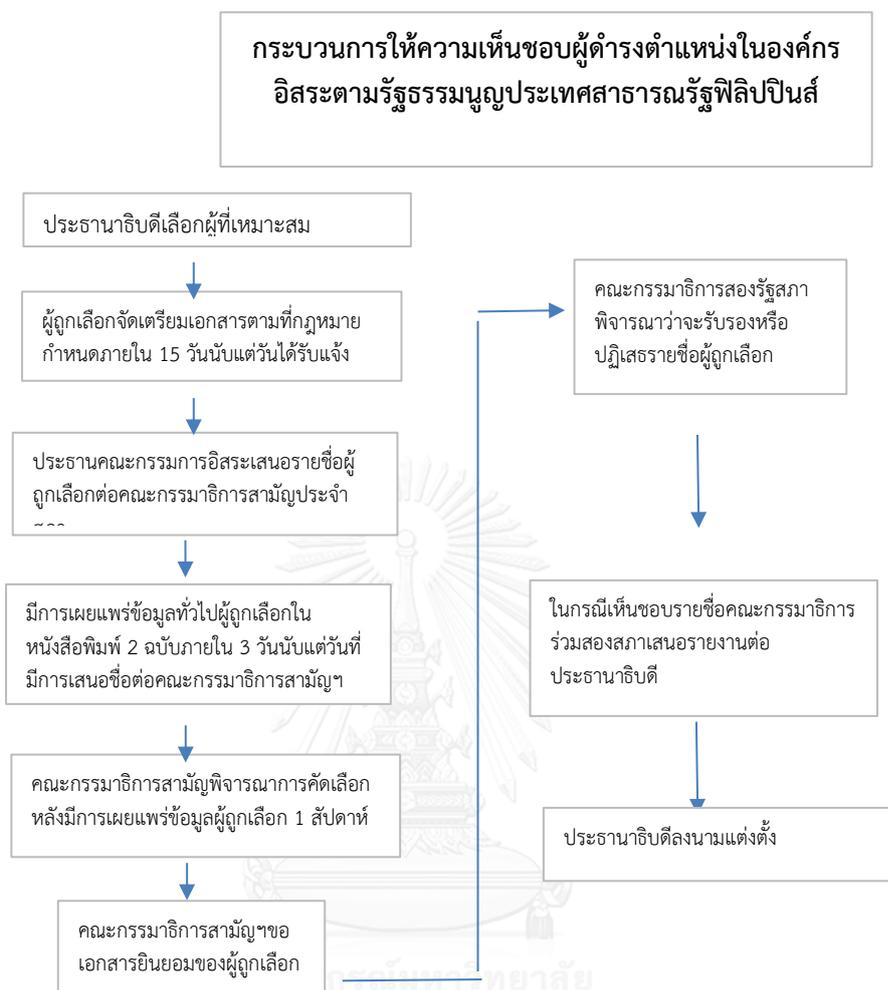 กระบวนการให้ความเห็นชอบผู้ดำรงตำแหน่งในองค์กร
อิสระตามรัฐธรรมนูญประเทศสาธารณรัฐฟิลิปปินส์
ประธานาธิบดีเลือกผู้ที่เหมาะสม
ผู้ถูกเลือกจัดเตรียมเอกสารตามที่กฎหมาย
กำหนดภายใน 15 วันนับแต่วันได้รับแจ้ง
ประธานคณะกรรมการอิสระเสนอรายชื่อผู้
ถูกเลือกต่อคณะกรรมาธิการสามัญประจำ
มีการเผยแพร่ข้อมูลทั่วไปผู้ถูกเลือกใน
หนังสือพิมพ์ 2 ฉบับภายใน 3 วันนับแต่วันที่
มีการเสนอชื่อต่อคณะกรรมาธิการสามัญฯ
คณะกรรมาธิการสามัญพิจารณาการคัดเลือก
หลังมีการเผยแพร่ข้อมูลผู้ถูกเลือก 1 สัปดาห์
คณะกรรมาธิการสามัญฯขอ
เอกสารยินยอมของผู้ถูกเลือก
คณะกรรมาธิการสองรัฐสภา
พิจารณาว่าจะรับรองหรือ
ปฏิเสธรายชื่อผู้ถูกเลือก
ในกรณีเห็นชอบรายชื่อคณะกรรมาธิการ
ร่วมสองสภาเสนอรายงานต่อ
ประธานาธิบดี
ประธานาธิบดีลงนามแต่งตั้ง